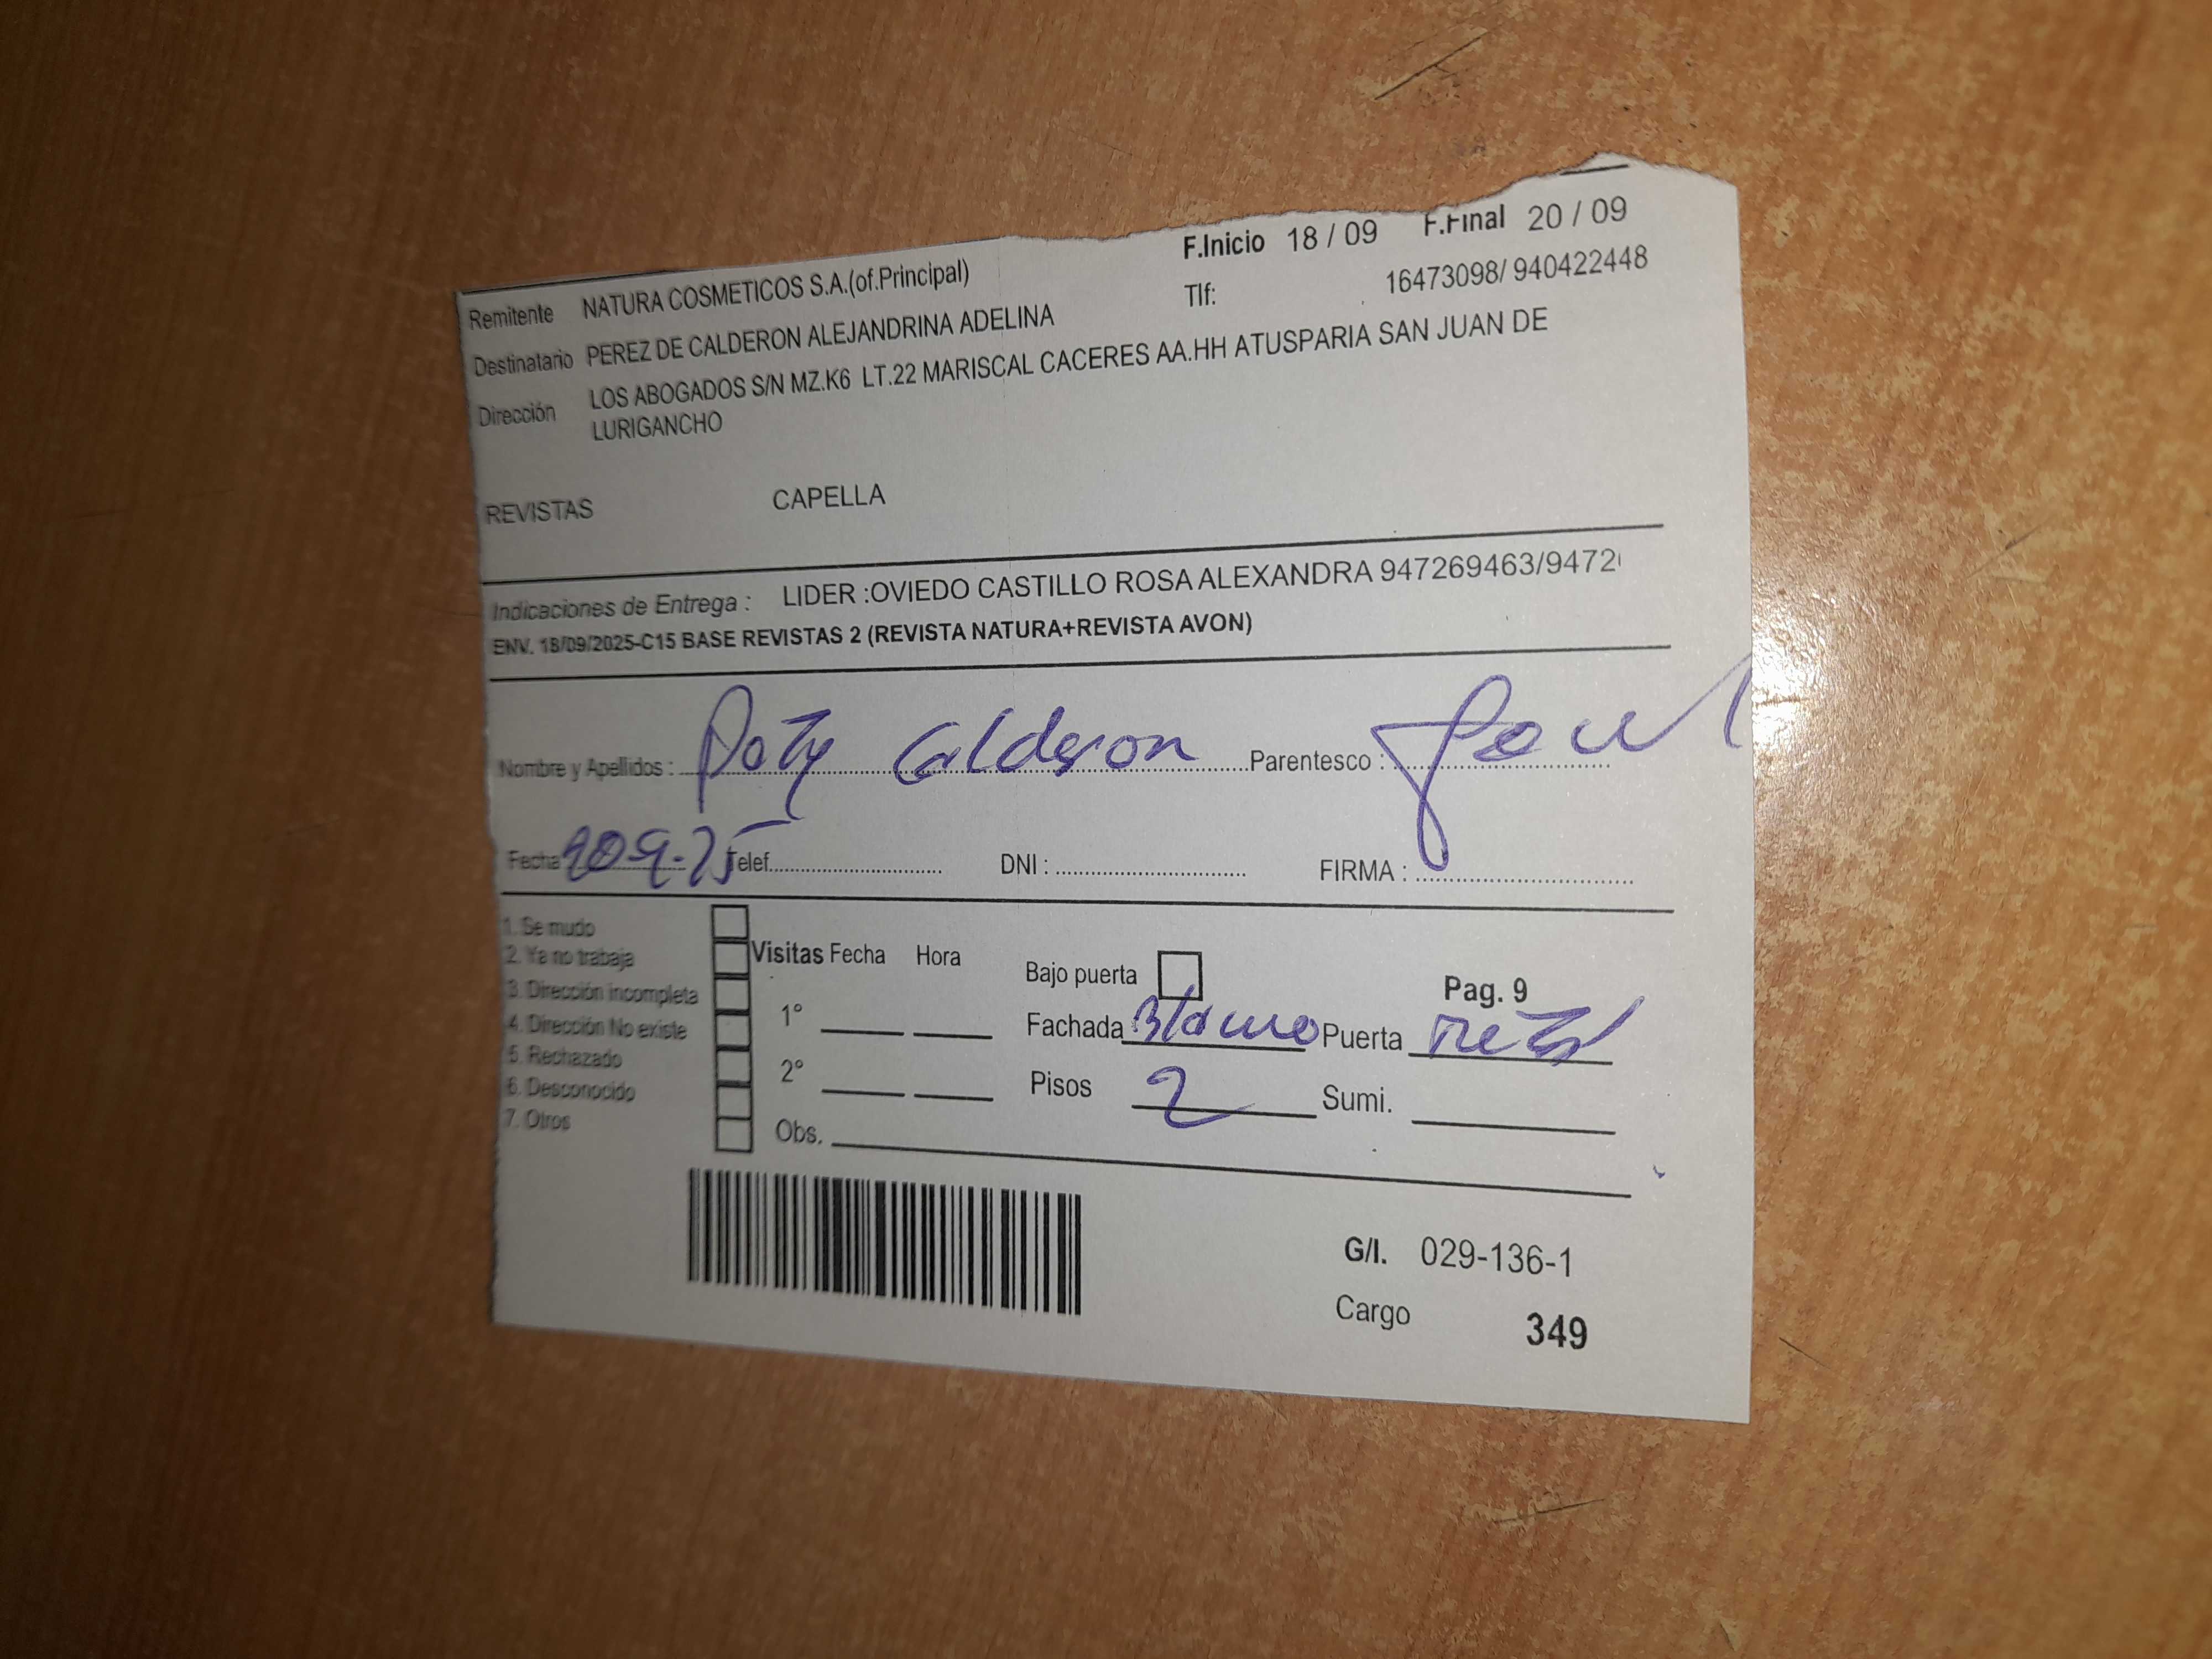 F.Inicio 18 / 09 F.Final 20 / 09
Remitente NATURA COSMETICOS S.A.(of.Principal) Tlf: 16473098/ 940422448
Destinatario PEREZ DE CALDERON ALEJANDRINA ADELINA
Dirección LOS ABOGADOS S/N MZ.K6 LT.22 MARISCAL CACERES AA.HH ATUSPARIA SAN JUAN DE
LURIGANCHO
REVISTAS CAPELLA
Indicaciones de Entrega : LIDER :OVIEDO CASTILLO ROSA ALEXANDRA 947269463/9472
ENV. 18/09/2025-C15 BASE REVISTAS 2 (REVISTA NATURA+REVISTA AVON)
Nombre y Apellidos : Calderon Parentesco :
Fecha Telef. DNI : FIRMA :
1. Se mudo
2. Ya no trabaja Visitas Fecha Hora Bajo puerta
3. Dirección incompleta Pag. 9
4. Dirección No existe 1° Fachada Blanco Puerta
5. Rechazado
6. Desconocido 2° Pisos 2 Sumi.
7. Otros Obs.
G/I. 029-136-1
Cargo 349